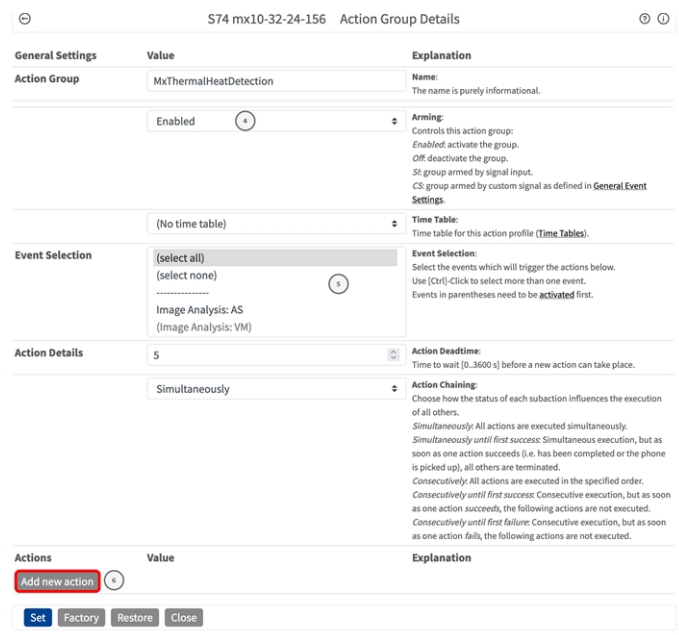 S74 mx10-32-24-156 Action Group Details
General Settings Value Explanation
Action Group MxThermalHeatDetection Name:
The name is purely informational.
Enabled 4 Arming:
Controls this action group:
Enabled: activate the group.
Off: deactivate the group.
SI: group armed by signal input.
CS: group armed by custom signal as defined in General Event
Settings.
(No time table) Time Table:
Time table for this action profile (Time Tables).
Event Selection (select all) Event Selection:
(select none) Select the events which will trigger the actions below.
5 Use [Ctrl]-Click to select more than one event.
--------------- Events in parentheses need to be activated first.
Image Analysis: AS
(Image Analysis: VM)
Action Details 5 Action Deadtime:
Time to wait [0..3600 s] before a new action can take place.
Simultaneously Action Chaining:
Choose how the status of each subaction influences the execution
of all others.
Simultaneously: All actions are executed simultaneously.
Simultaneously until first success: Simultaneous execution, but as
soon as one action succeeds (i.e. has been completed or the phone
is picked up), all others are terminated.
Consecutively: All actions are executed in the specified order.
Consecutively until first success: Consecutive execution, but as soon
as one action succeeds, the following actions are not executed.
Consecutively until first failure: Consecutive execution, but as soon
as one action fails, the following actions are not executed.
Actions Value Explanation
Add new action 6
Set Factory Restore Close